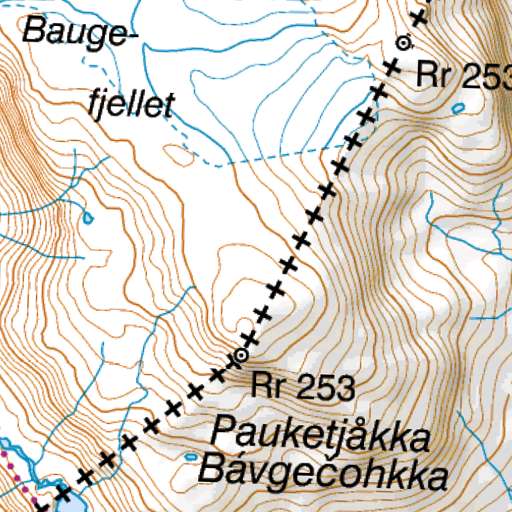 Bauge-
fjellet
Rr 253
Rr 253
Pauketjåkka
Bávgečohkka